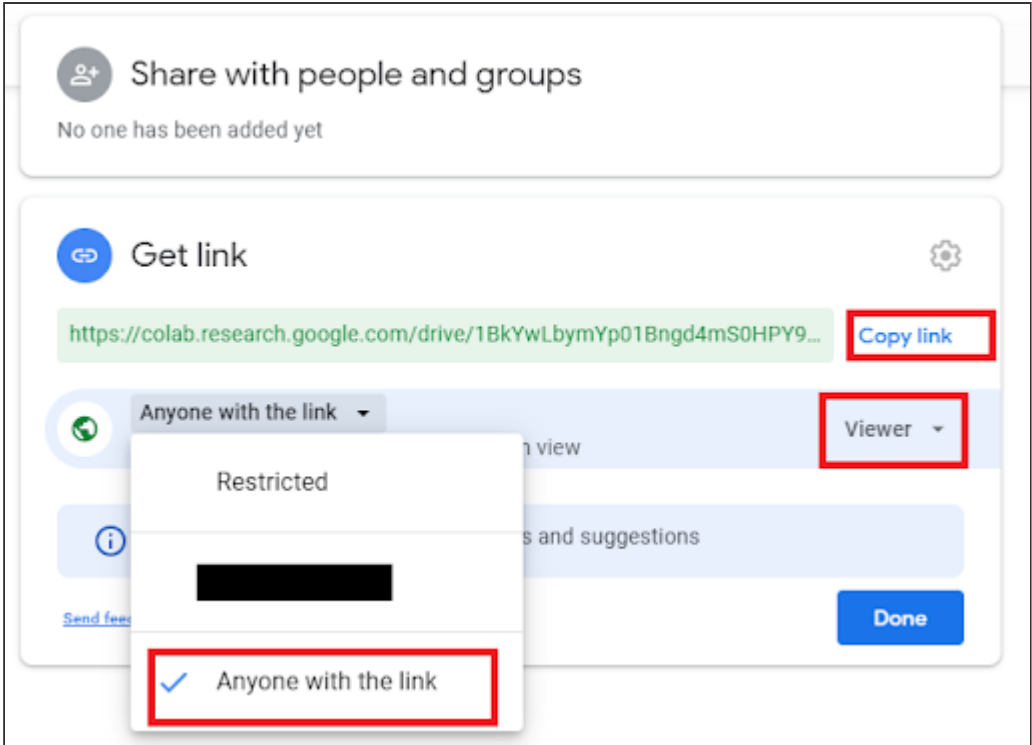 Share with people and groups
No one has been added yet
Get link
https://colab.research.google.com/drive/1BkYwLbymYp01Bngd4mS0HPY9...
Copy link
Anyone with the link
view
Viewer
Restricted
and suggestions
Send
Done
Anyone with the link